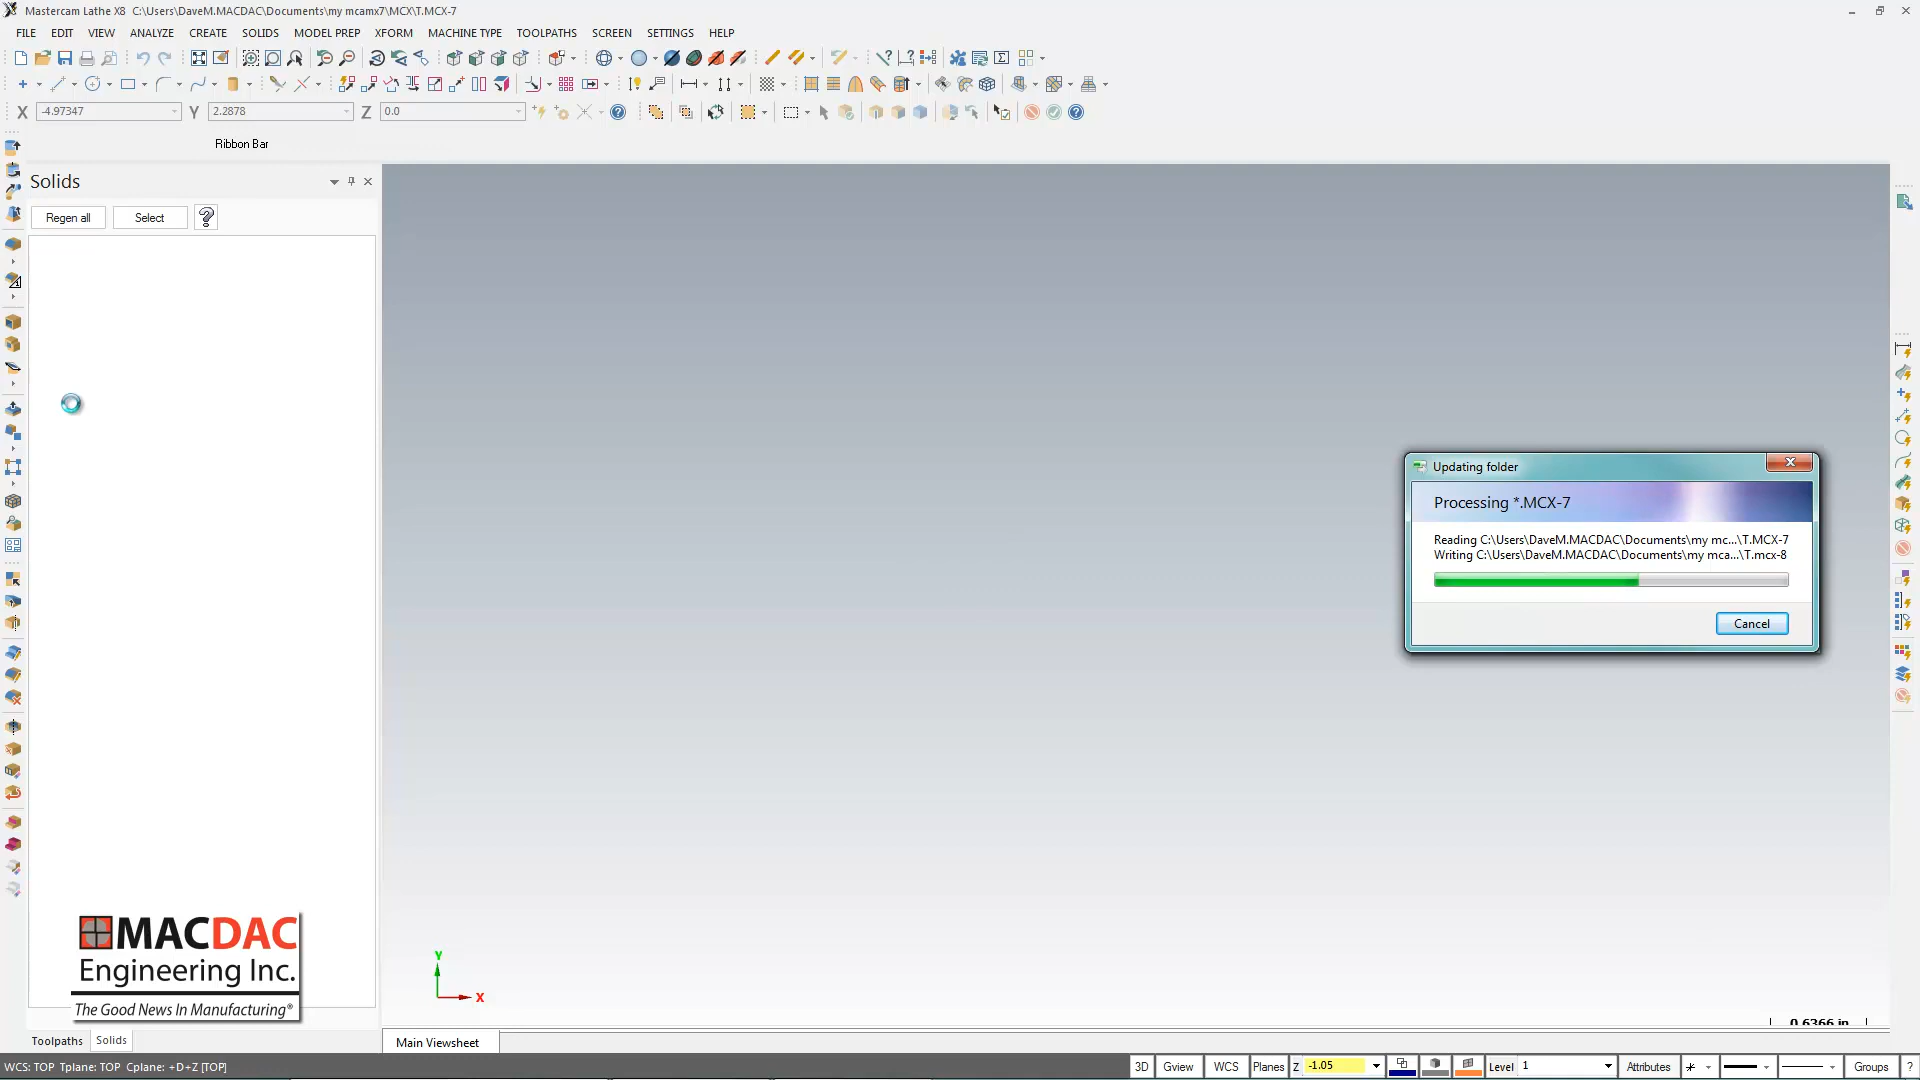 Mastercam Lathe X8  C:\Users\DaveM.MACDAC\Documents\my mcamx7\MCX\T.MCX-7
FILE EDIT VIEW ANALYZE CREATE SOLIDS MODEL PREP XFORM MACHINE TYPE TOOLPATHS SCREEN SETTINGS HELP
X -4.97347 Y 2.2878 Z 0.0
Ribbon Bar
Solids
Regen all Select ?
Updating folder
Processing *.MCX-7
Reading C:\Users\DaveM.MACDAC\Documents\my mc...\T.MCX-7
Writing C:\Users\DaveM.MACDAC\Documents\my mca...\T.mcx-8
Cancel
MACDAC
Engineering Inc.
The Good News In Manufacturing®
Y
X
0.6366 in
Toolpaths Solids
Main Viewsheet
WCS: TOP Tplane: TOP Cplane: +D+Z [TOP]
3D Gview WCS Planes Z -1.05 Level 1 Attributes Groups ?